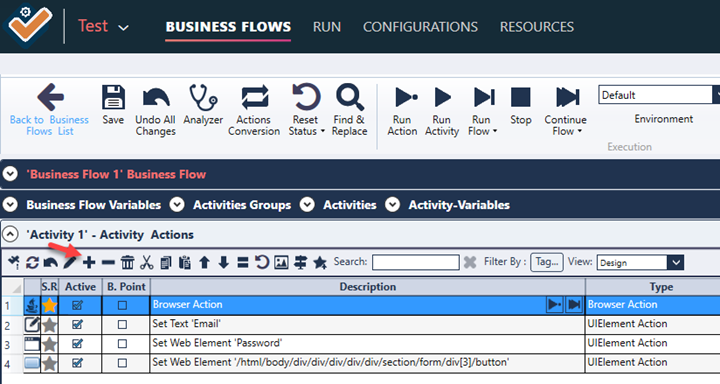 Test BUSINESS FLOWS RUN CONFIGURATIONS RESOURCES
Back to Business Flows List
Save
Undo All Changes
Analyzer
Actions Conversion
Reset Status
Find & Replace
Run Action
Run Activity
Run Flow
Stop
Continue Flow
Default
Environment
Execution
'Business Flow 1' Business Flow
Business Flow Variables Activities Groups Activities Activity-Variables
'Activity 1' - Activity Actions
Search: Filter By : Tag... View: Design
S.R Active B. Point Description Type
1 Browser Action Browser Action
2 Set Text 'Email' UIElement Action
3 Set Web Element 'Password' UIElement Action
4 Set Web Element '/html/body/div/div/div/div/div/section/form/div[3]/button' UIElement Action